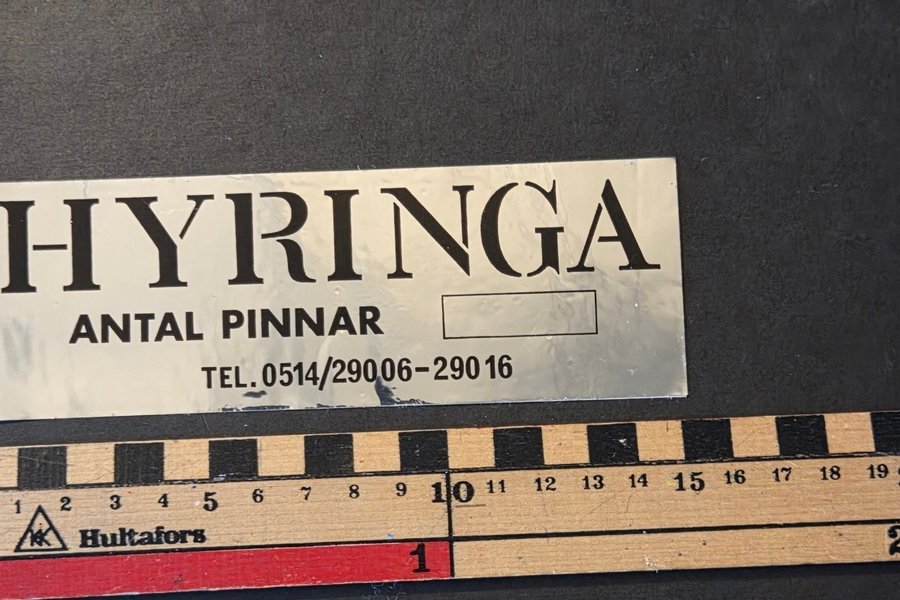 HYRINGA
ANTAL PINNAR
TEL. 0514/29006-29016
1 2 3 4 5 6 7 8 9 10 11 12 13 14 15 16 17 18 19
Hultafors
1 2